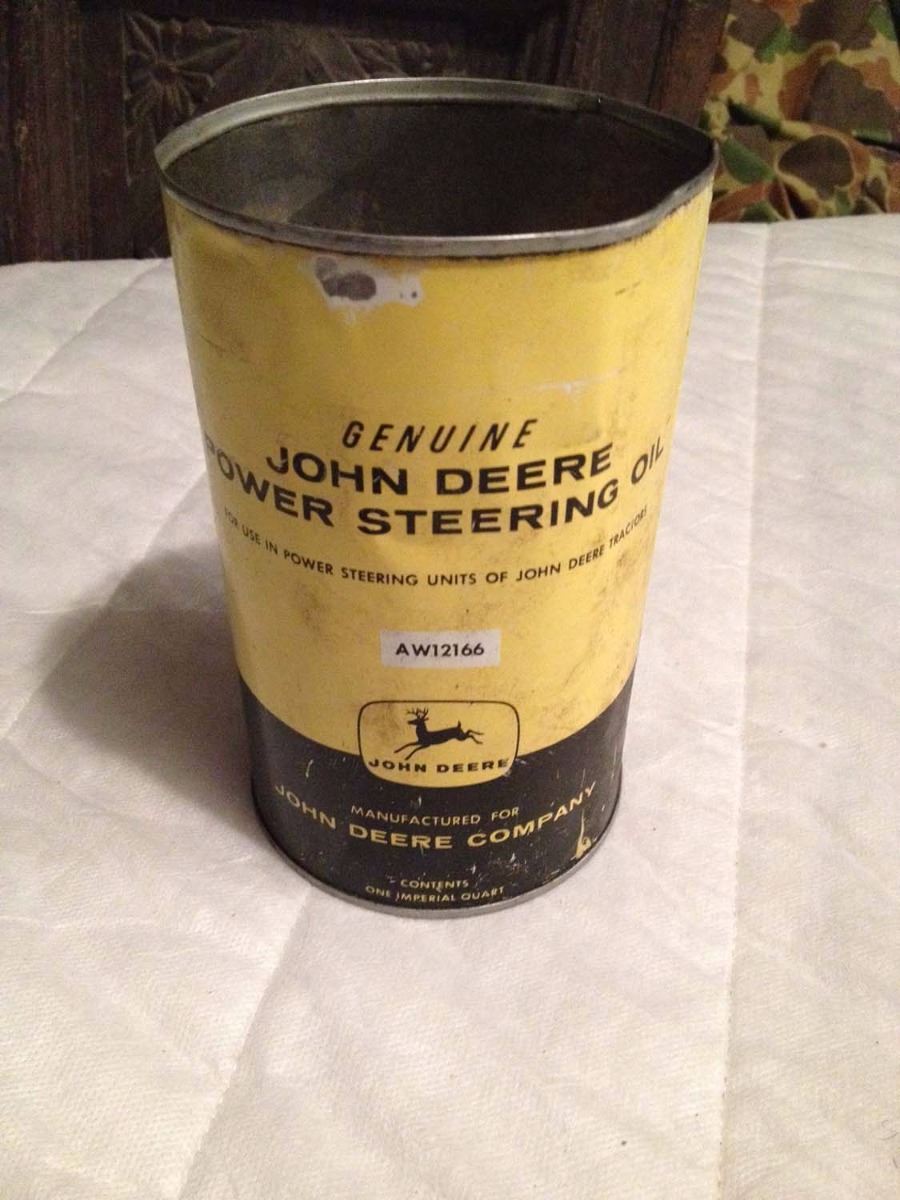 GENUINE
JOHN DEERE
POWER STEERING OIL
FOR USE IN POWER STEERING UNITS OF JOHN DEERE TRACTORS
AW12166
JOHN DEERE
MANUFACTURED FOR
JOHN DEERE COMPANY
CONTENTS
ONE IMPERIAL QUART